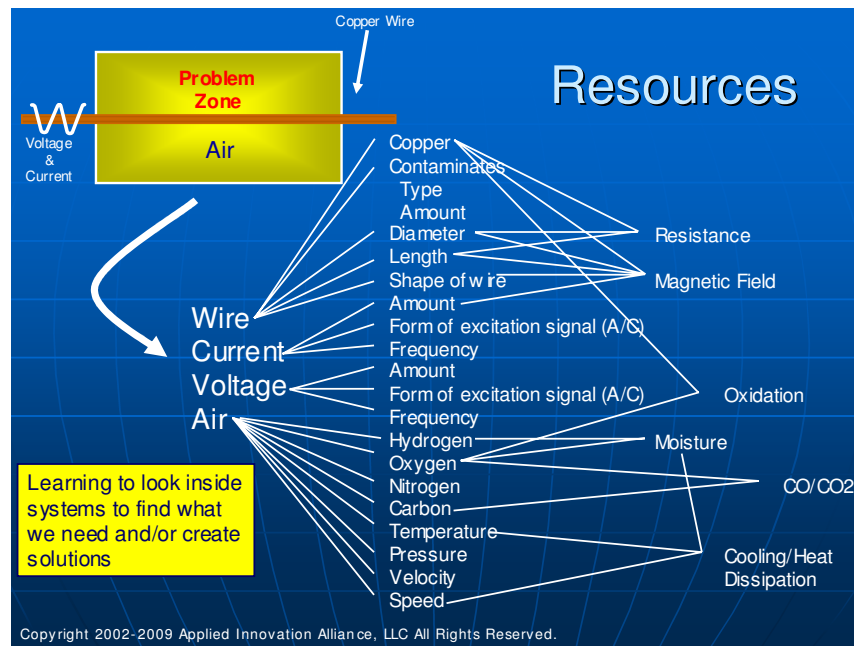 Copper Wire
Resources
Problem
Zone
Air
Voltage
&
Current
Wire
Current
Voltage
Air
Copper
Contaminates
Type
Amount
Diameter
Length
Shape of wire
Amount
Form of excitation signal (A/C)
Frequency
Amount
Form of excitation signal (A/C)
Frequency
Hydrogen
Oxygen
Nitrogen
Carbon
Temperature
Pressure
Velocity
Speed
Resistance
Magnetic Field
Oxidation
Moisture
CO/CO2
Cooling/Heat
Dissipation
Learning to look inside
systems to find what
we need and/or create
solutions
Copyright 2002-2009 Applied Innovation Alliance, LLC All Rights Reserved.